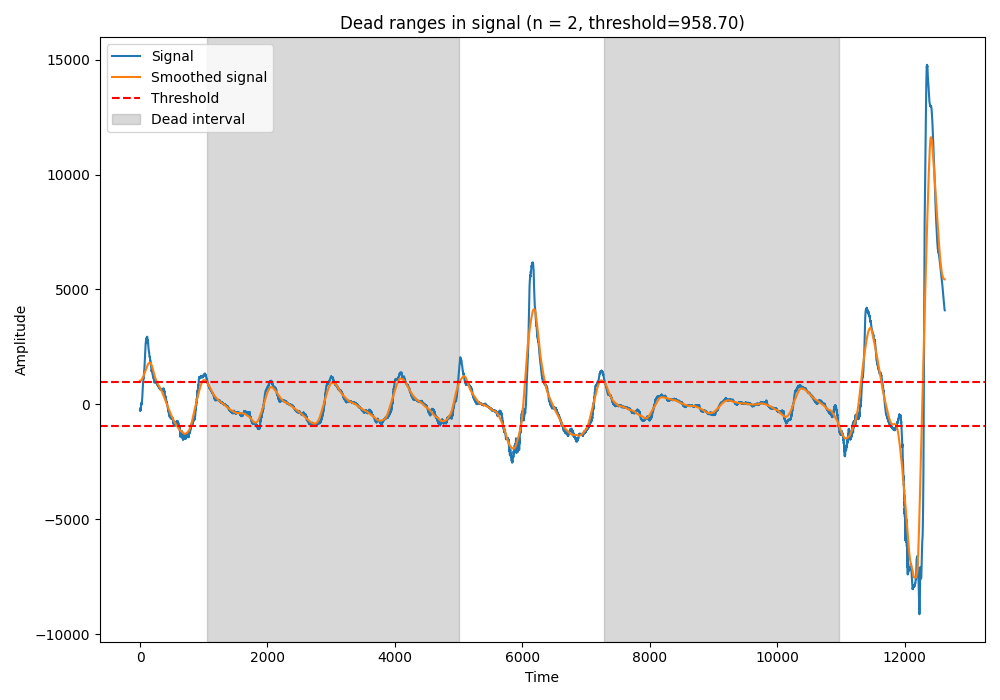 Dead ranges in signal (n = 2, threshold=958.70)
Signal
Smoothed signal
Threshold
Dead interval
15000
10000
5000
0
−5000
−10000
Amplitude
0
2000
4000
6000
8000
10000
12000
Time